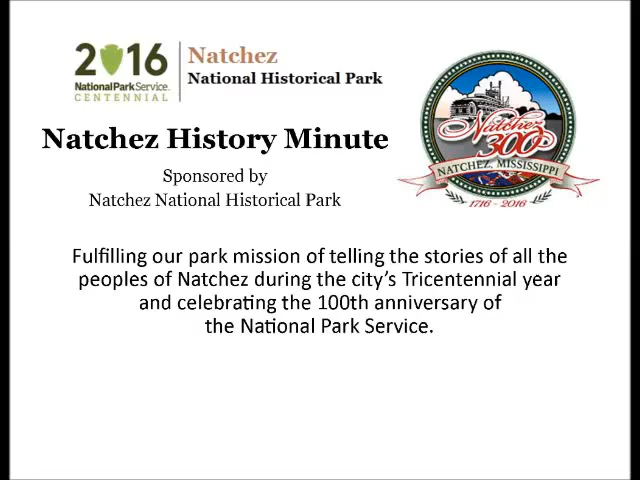 2016
National Park Service
CENTENNIAL
Natchez
National Historical Park
Natchez History Minute
Sponsored by
Natchez National Historical Park
Natchez
300
NATCHEZ, MISSISSIPPI
1716 - 2016
Fulfilling our park mission of telling the stories of all the
peoples of Natchez during the city's Tricentennial year
and celebrating the 100th anniversary of
the National Park Service.